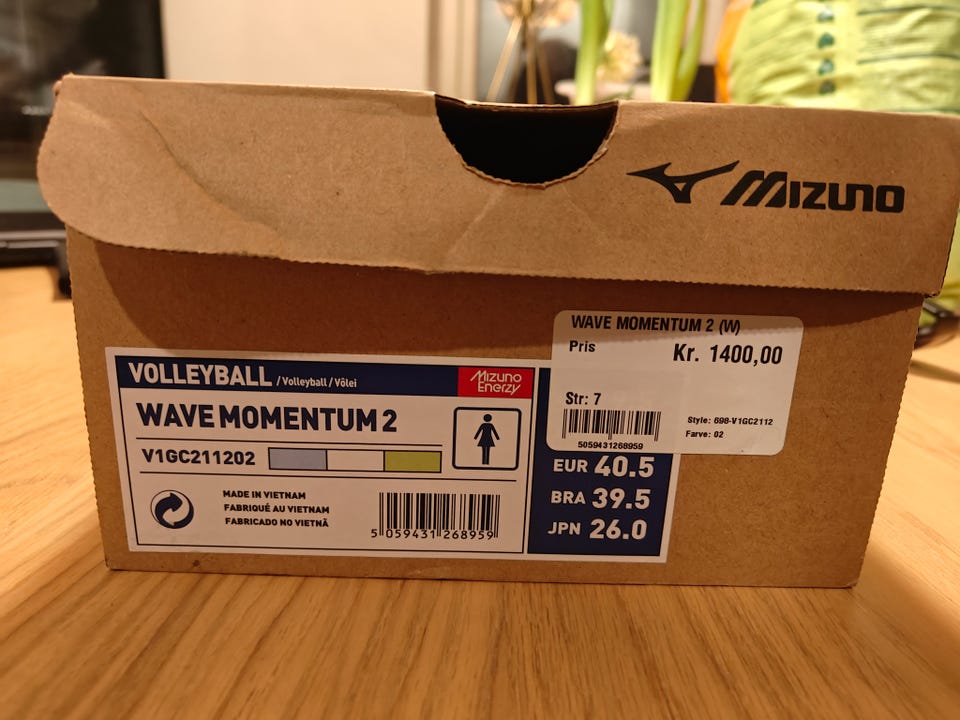 MIZUNO
WAVE MOMENTUM 2 (W)
Pris
Kr. 1400,00
Str: 7
5059431268959
Style: 698-V1GC2112
Farve: 02
VOLLEYBALL / Volleyball / Vôlei
Mizuno
Enerzy
WAVE MOMENTUM 2
V1GC211202
MADE IN VIETNAM
FABRIQUÉ AU VIETNAM
FABRICADO NO VIETNÃ
5 059431 268959
EUR 40.5
BRA 39.5
JPN 26.0